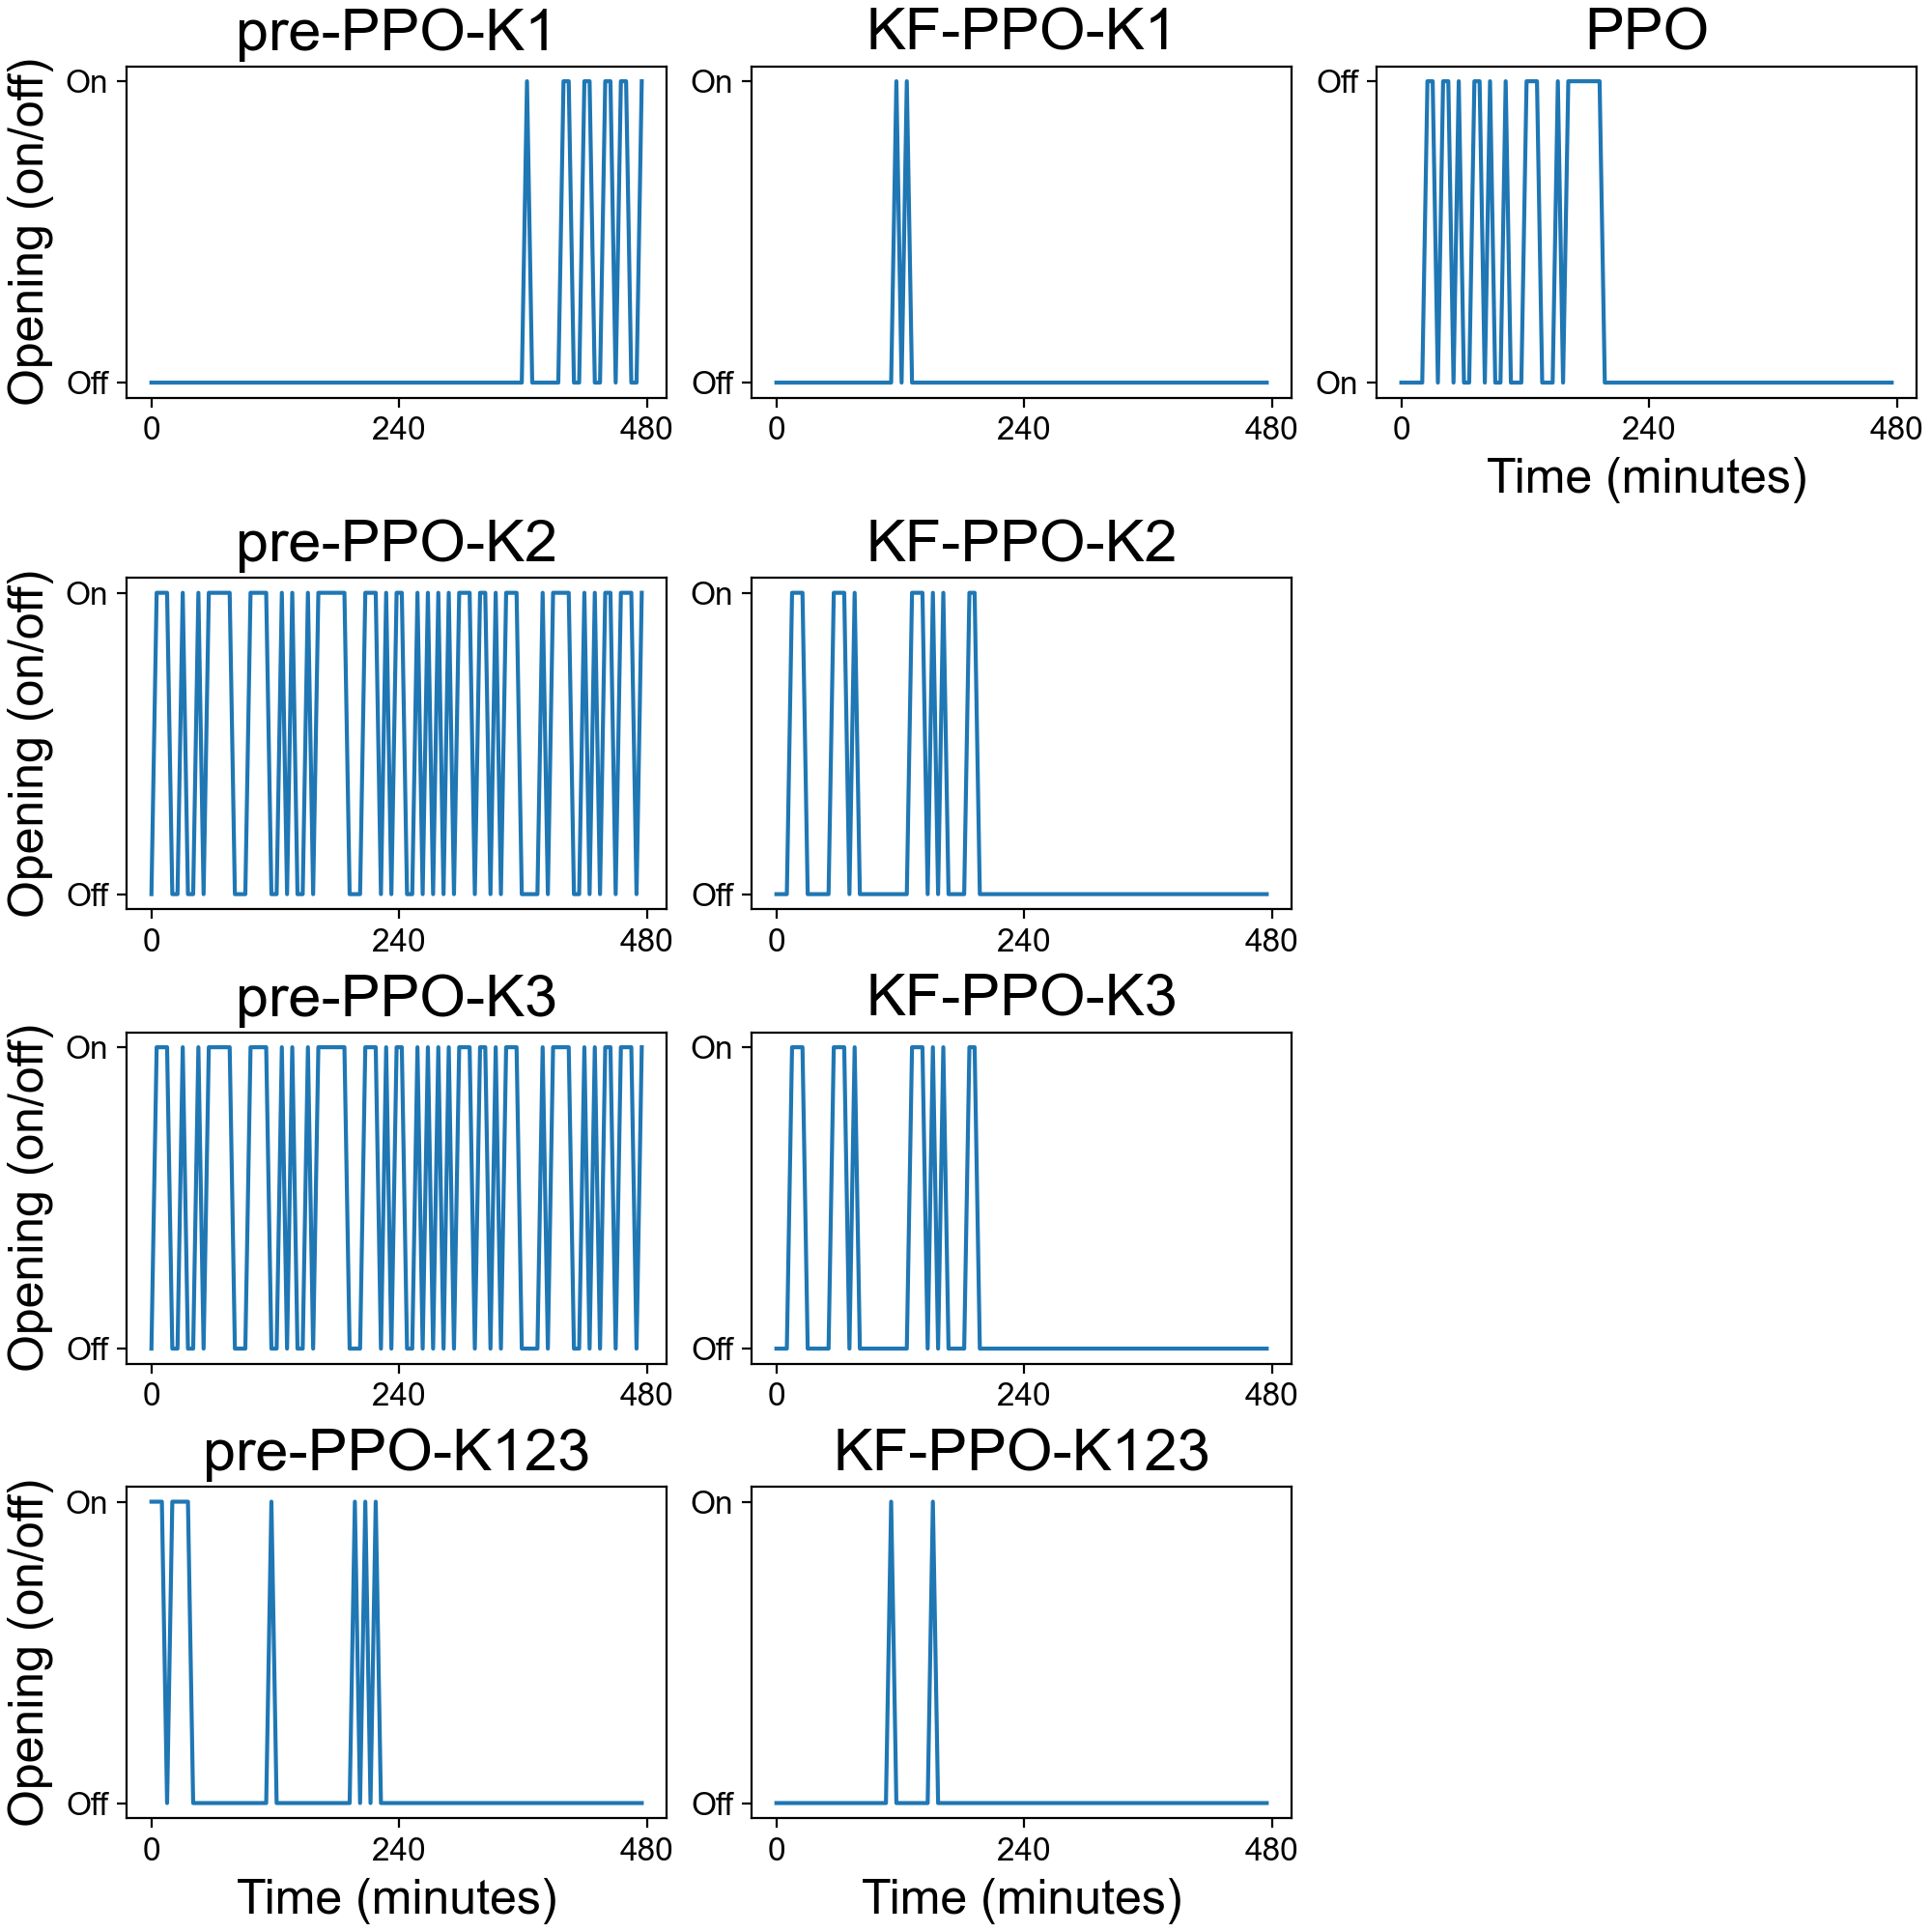 pre-PPO-K1
KF-PPO-K1
PPO
Opening (on/off)
On
Off
0
240
480
On
Off
0
240
480
Off
On
0
240
480
Time (minutes)
pre-PPO-K2
KF-PPO-K2
Opening (on/off)
On
Off
0
240
480
On
Off
0
240
480
pre-PPO-K3
KF-PPO-K3
Opening (on/off)
On
Off
0
240
480
On
Off
0
240
480
pre-PPO-K123
KF-PPO-K123
Opening (on/off)
On
Off
0
240
480
Time (minutes)
On
Off
0
240
480
Time (minutes)